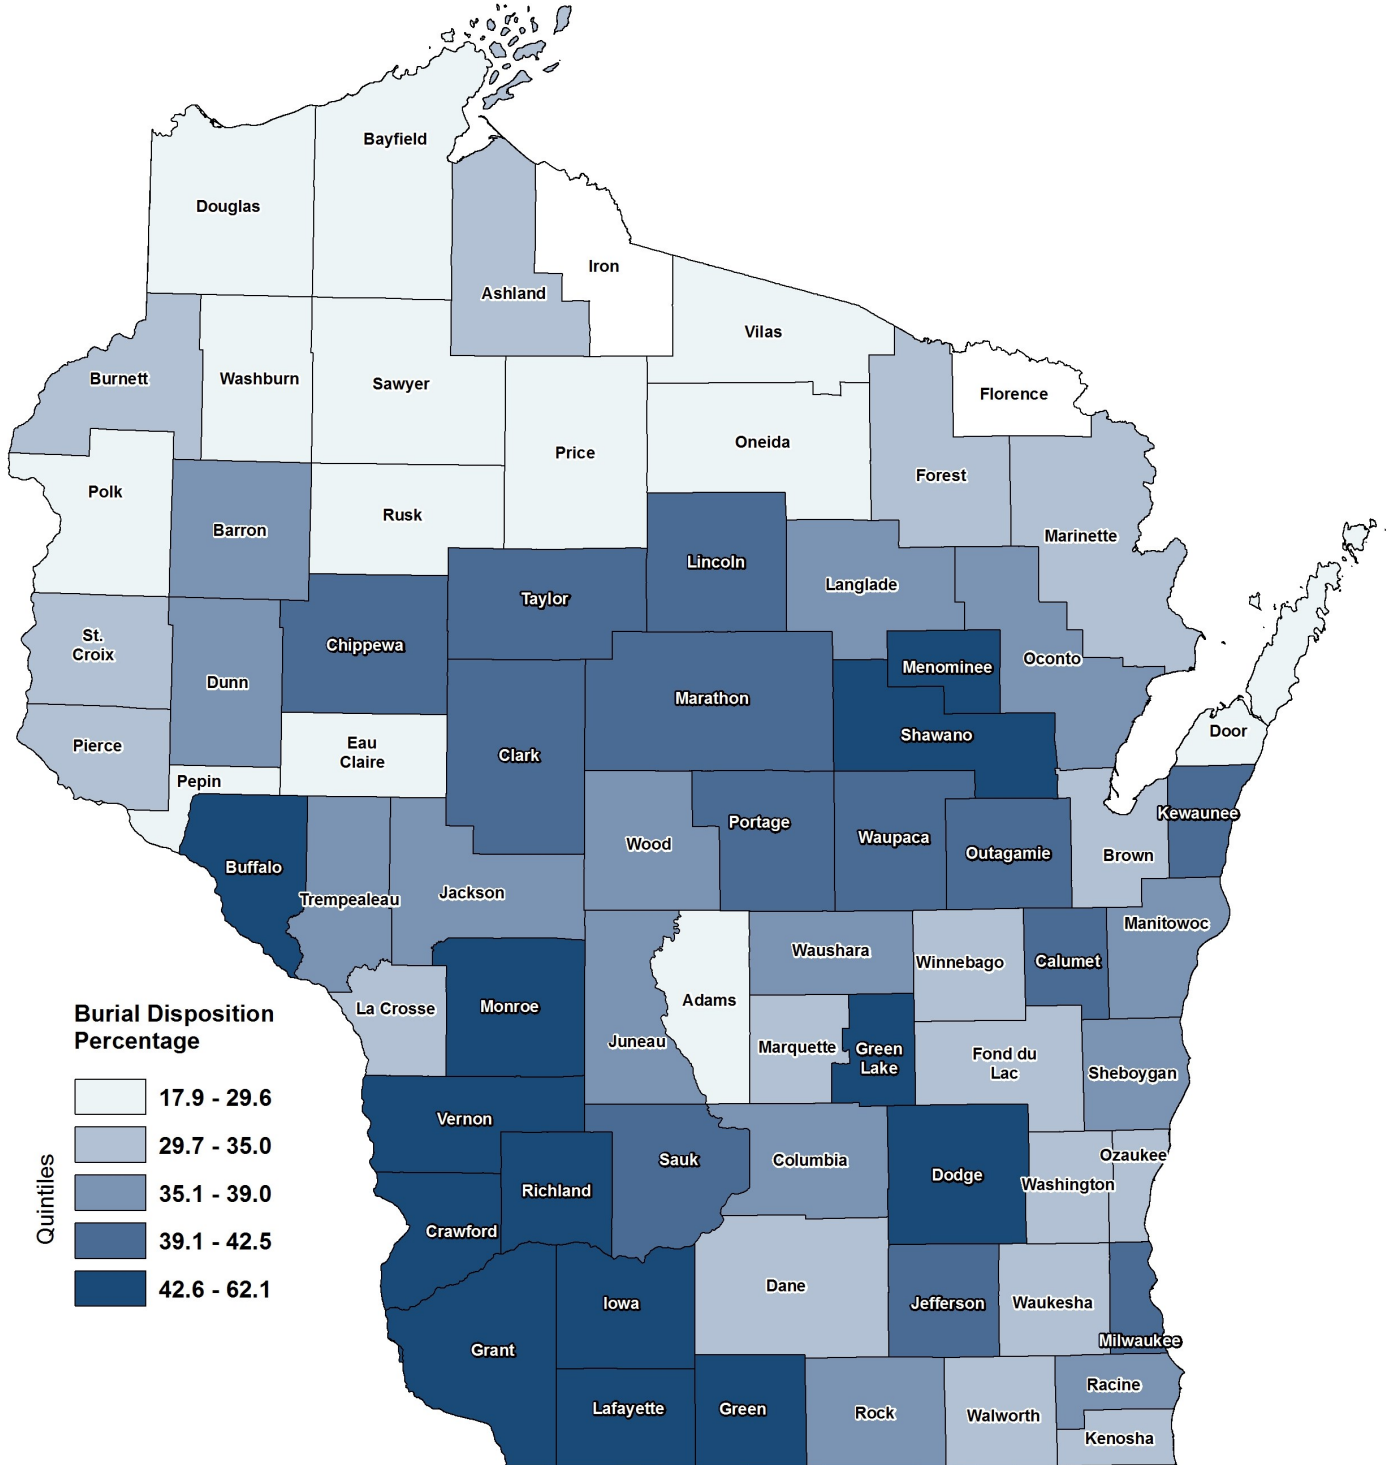 Bayfield
Douglas
Iron
Ashland
Vilas
Burnett
Washburn
Sawyer
Florence
Price
Oneida
Forest
Polk
Barron
Rusk
Marinette
Lincoln
Langlade
Taylor
St.
Croix
Chippewa
Dunn
Menominee
Oconto
Marathon
Shawano
Door
Pierce
Eau
Claire
Clark
Pepin
Kewaunee
Portage
Waupaca
Wood
Outagamie
Brown
Buffalo
Trempealeau
Jackson
Manitowoc
Waushara
Winnebago
Calumet
La Crosse
Monroe
Adams
Juneau
Marquette
Green
Lake
Fond du
Lac
Sheboygan
Burial Disposition
Percentage
Quintiles
17.9 - 29.6
29.7 - 35.0
35.1 - 39.0
39.1 - 42.5
42.6 - 62.1
Vernon
Richland
Sauk
Columbia
Dodge
Ozaukee
Washington
Crawford
Dane
Iowa
Jefferson
Waukesha
Milwaukee
Grant
Lafayette
Green
Rock
Walworth
Racine
Kenosha